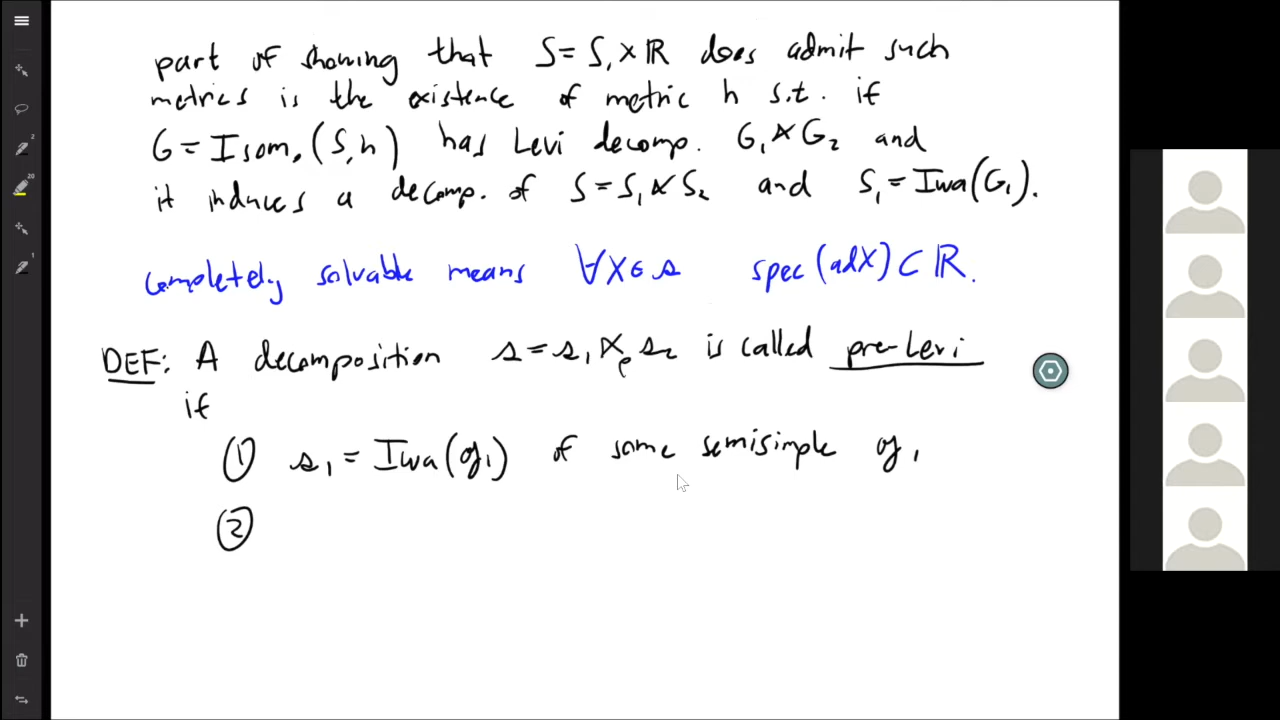 part of showing that S = S₁ × ℝ does admit such
metrics is the existence of metric h s.t. if
G = Isom₀(S,h) has Levi decomp. G₁ ⋉ G₂ and
it induces a decomp. of S = S₁ ⋉ S₂ and S₁ = Iwa(G₁).
completely solvable means ∀X∈𝔰 spec(adX) ⊂ ℝ.
DEF: A decomposition 𝔰 = 𝔰₁ ⋉ᵨ 𝔰₂ is called pre-Levi
if
① 𝔰₁ = Iwa(𝔤₁) of some semisimple 𝔤₁
②